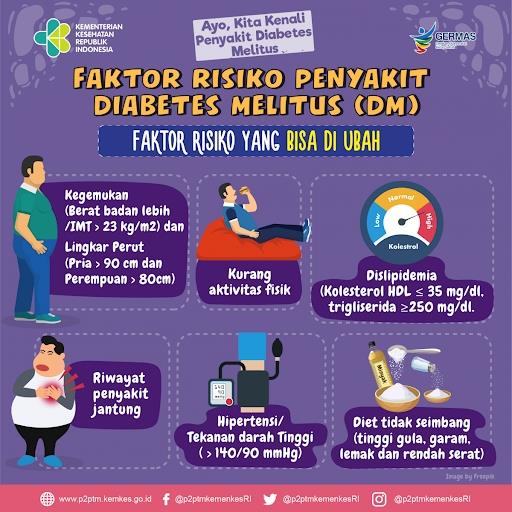 KEMENTERIAN
KESEHATAN
REPUBLIK
INDONESIA
Ayo, Kita Kenali
Penyakit Diabetes
Melitus
GERMAS
FAKTOR RISIKO PENYAKIT
DIABETES MELITUS (DM)
FAKTOR RISIKO YANG BISA DI UBAH
Kegemukan
(Berat badan lebih
/IMT > 23 kg/m2) dan
Lingkar Perut
(Pria > 90 cm dan
Perempuan > 80cm)
Kurang
aktivitas fisik
Low
Normal
High
Kolestrol
Dislipidemia
(Kolesterol HDL ≤ 35 mg/dl,
trigliserida ≥250 mg/dl.
Riwayat
penyakit
jantung
140
90
Hipertensi/
Tekanan darah Tinggi
( > 140/90 mmHg)
Minyak
Diet tidak seimbang
(tinggi gula, garam,
lemak dan rendah serat)
Image by Freepik
www.p2ptm.kemkes.go.id
@p2ptmkemenkesRI
@p2ptmkemenkesRI
@p2ptmkemenkesRI